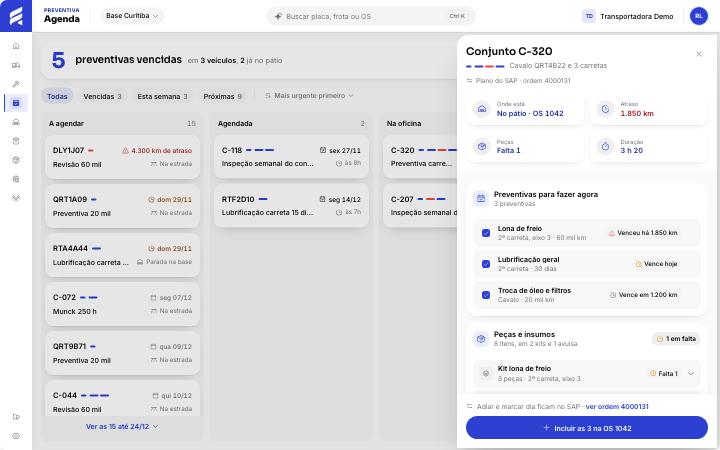 PREVENTIVA
Agenda
Base Curitiba
Buscar placa, frota ou OS
Ctrl K
TD
Transportadora Demo
RL
5 preventivas vencidas em 3 veículos, 2 já no pátio
Todas
Vencidas 3
Esta semana 3
Próximas 9
Mais urgente primeiro
A agendar 15
DLY1J07 4.300 km de atraso
Revisão 60 mil Na estrada
QRT1A09 dom 29/11
Preventiva 20 mil Na estrada
RTA4A44 dom 29/11
Lubrificação carreta ... Parada na base
C-072 seg 07/12
Munck 250 h Na estrada
QRT9B71 qua 09/12
Preventiva 20 mil Na estrada
C-044 qui 10/12
Revisão 60 mil Na estrada
Ver as 15 até 24/12
Agendada 2
C-118 sex 27/11
Inspeção semanal do con... às 8h
RTF2D10 seg 14/12
Lubrificação carreta 15 di... às 7h
Na oficina
C-320
Preventiva carre...
C-207
Inspeção semanal d
Conjunto C-320
Cavalo QRT4B22 e 3 carretas
Plano do SAP · ordem 4000131
Onde está
No pátio · OS 1042
Atraso
1.850 km
Peças
Falta 1
Duração
3 h 20
Preventivas para fazer agora
3 preventivas
Lona de freio
2ª carreta, eixo 3 · 60 mil km
Venceu há 1.850 km
Lubrificação geral
2ª carreta · 30 dias
Vence hoje
Troca de óleo e filtros
Cavalo · 20 mil km
Vence em 1.200 km
Peças e insumos
8 itens, em 2 kits e 1 avulsa
1 em falta
Kit lona de freio
3 peças · 2ª carreta, eixo 3
Falta 1
Adiar e marcar dia ficam no SAP · ver ordem 4000131
Incluir as 3 na OS 1042